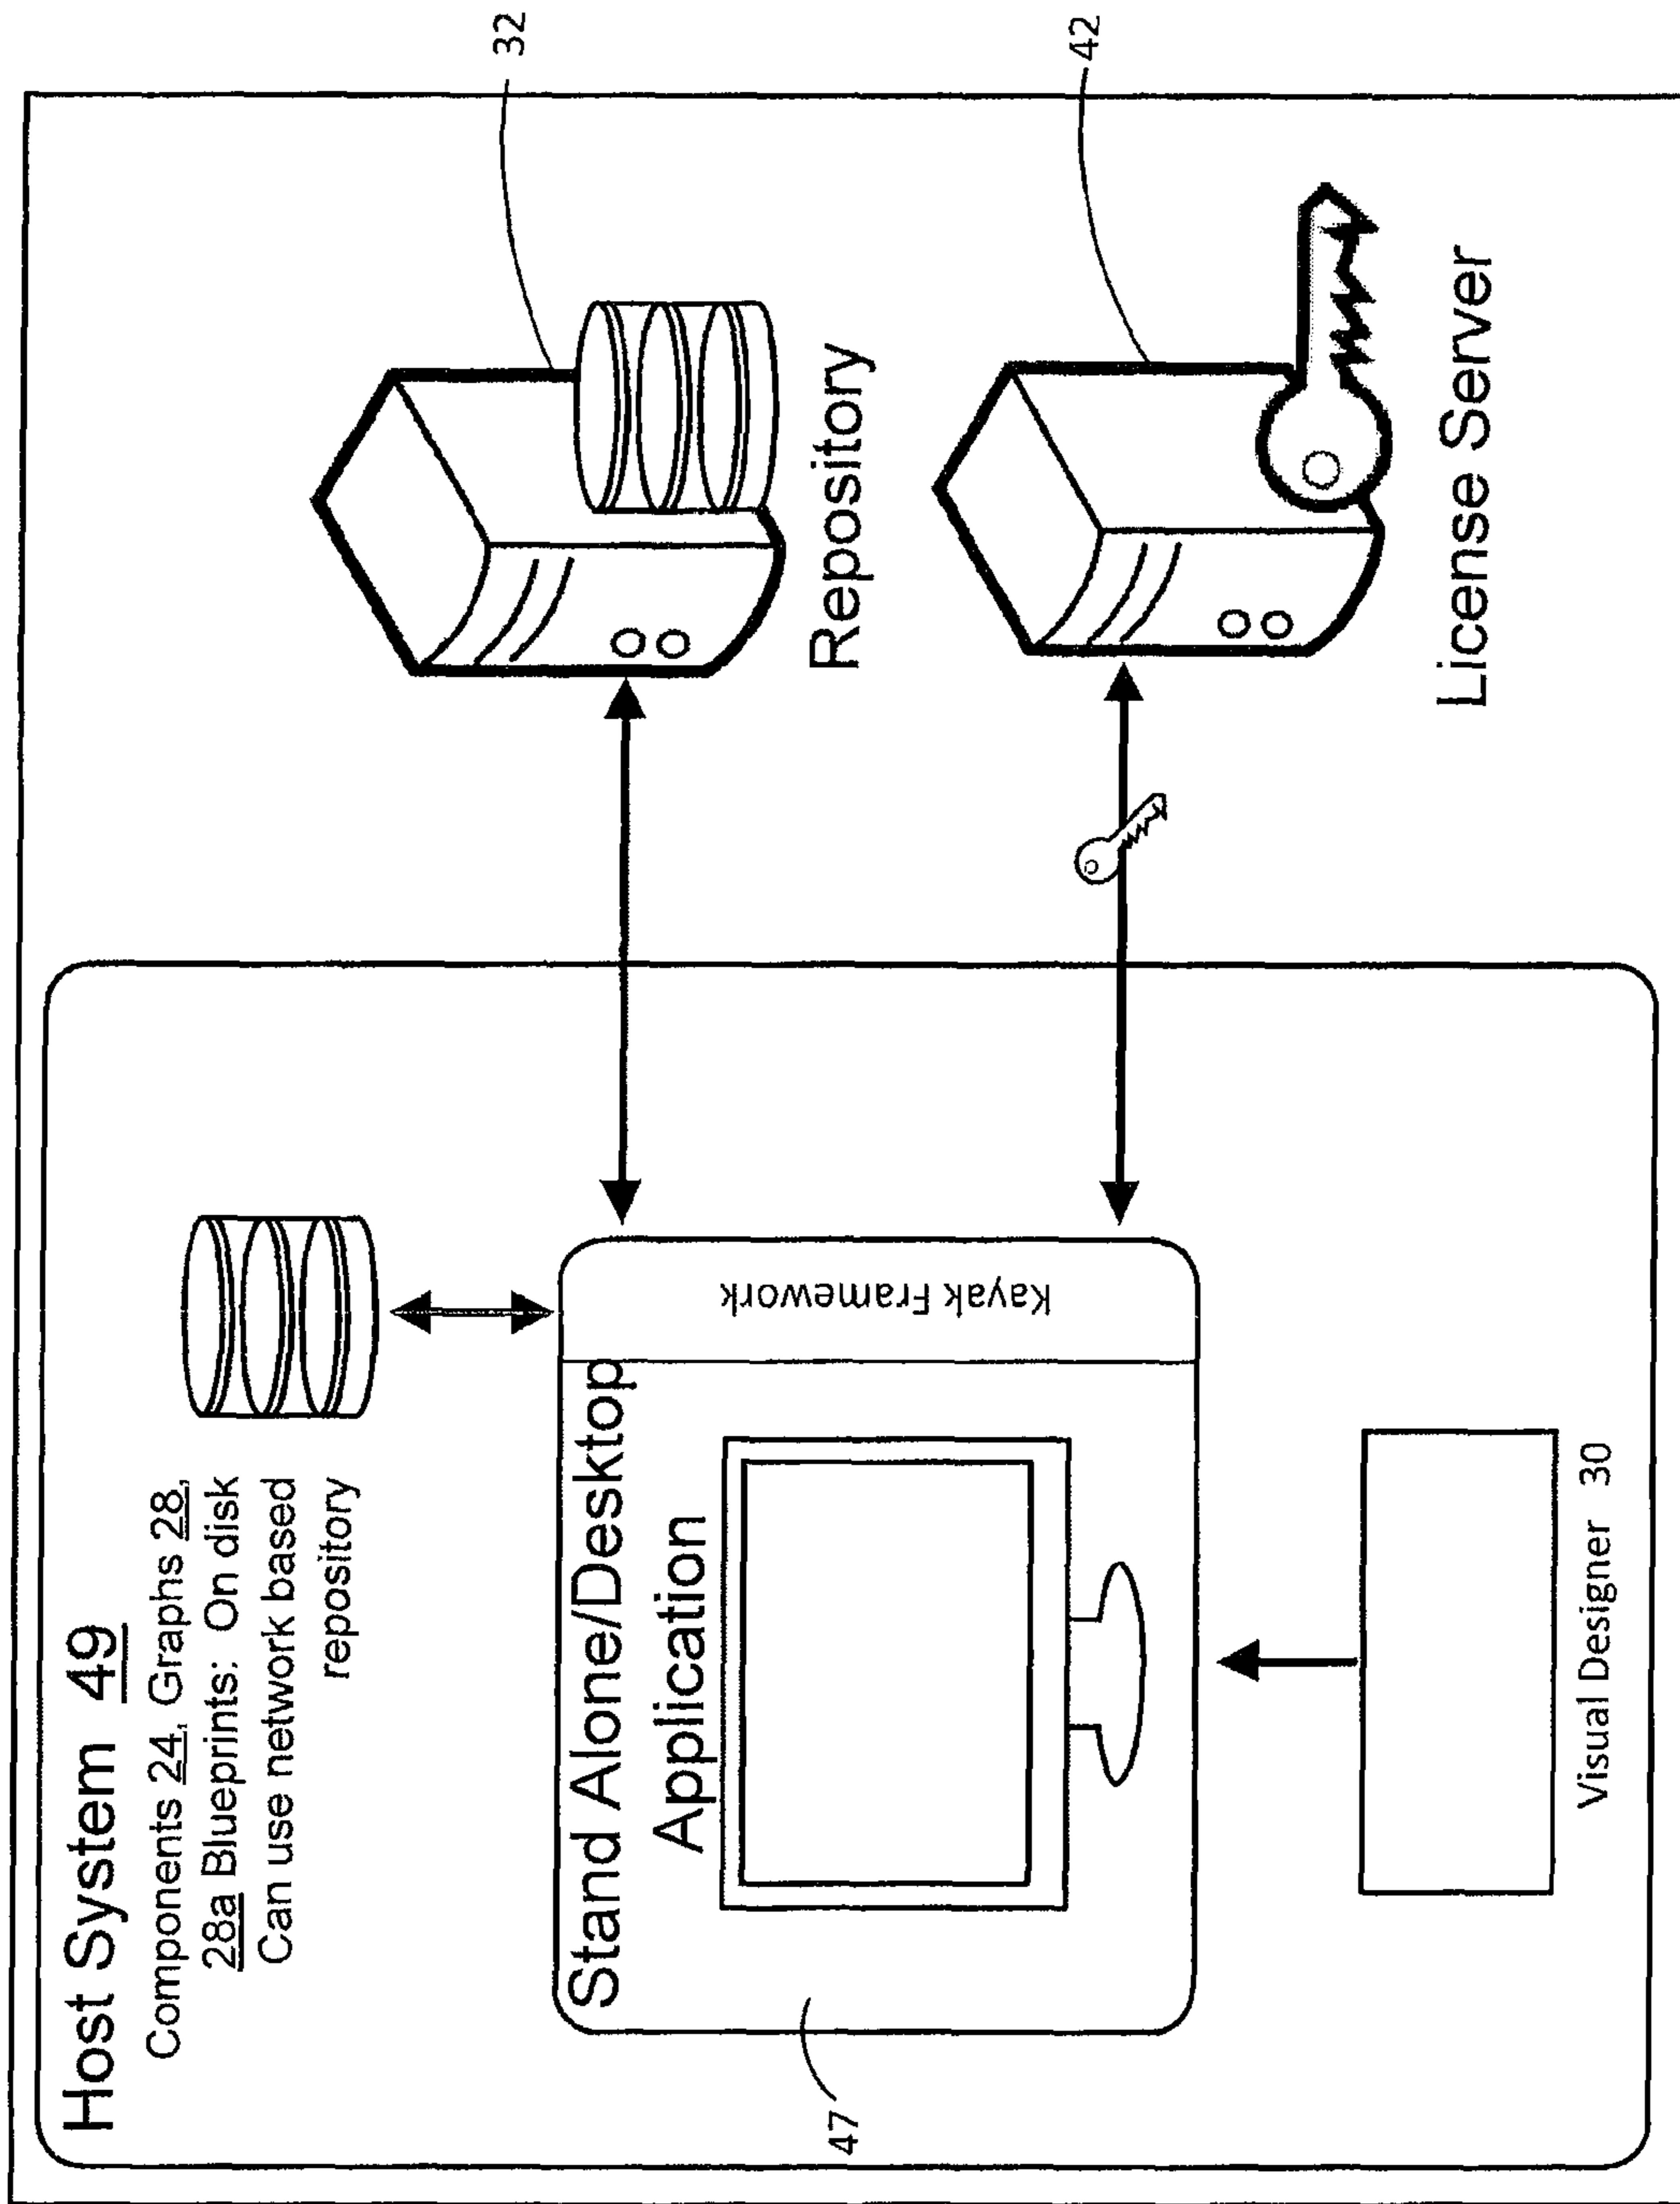 Host System 49
Components 24, Graphs 28,
28a Blueprints: On disk
Can use network based
repository
Stand Alone/Desktop
Application
Kayak Framework
47
Visual Designer 30
32
Repository
42
License Server